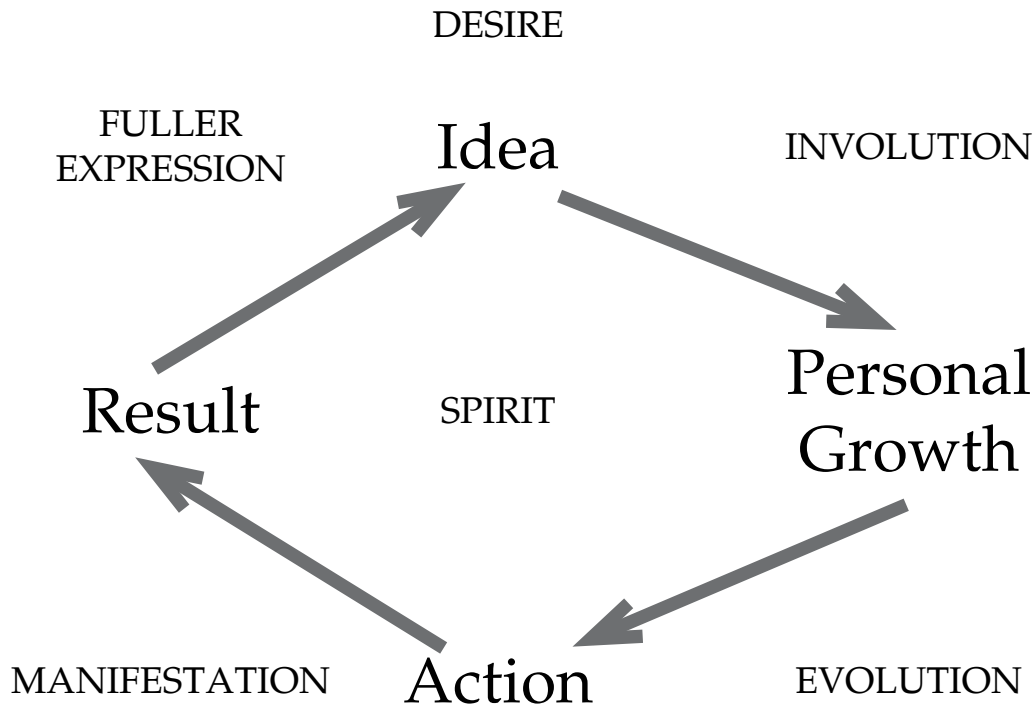 DESIRE
FULLER
EXPRESSION
Idea
INVOLUTION
Personal
Growth
Result
SPIRIT
MANIFESTATION
Action
EVOLUTION